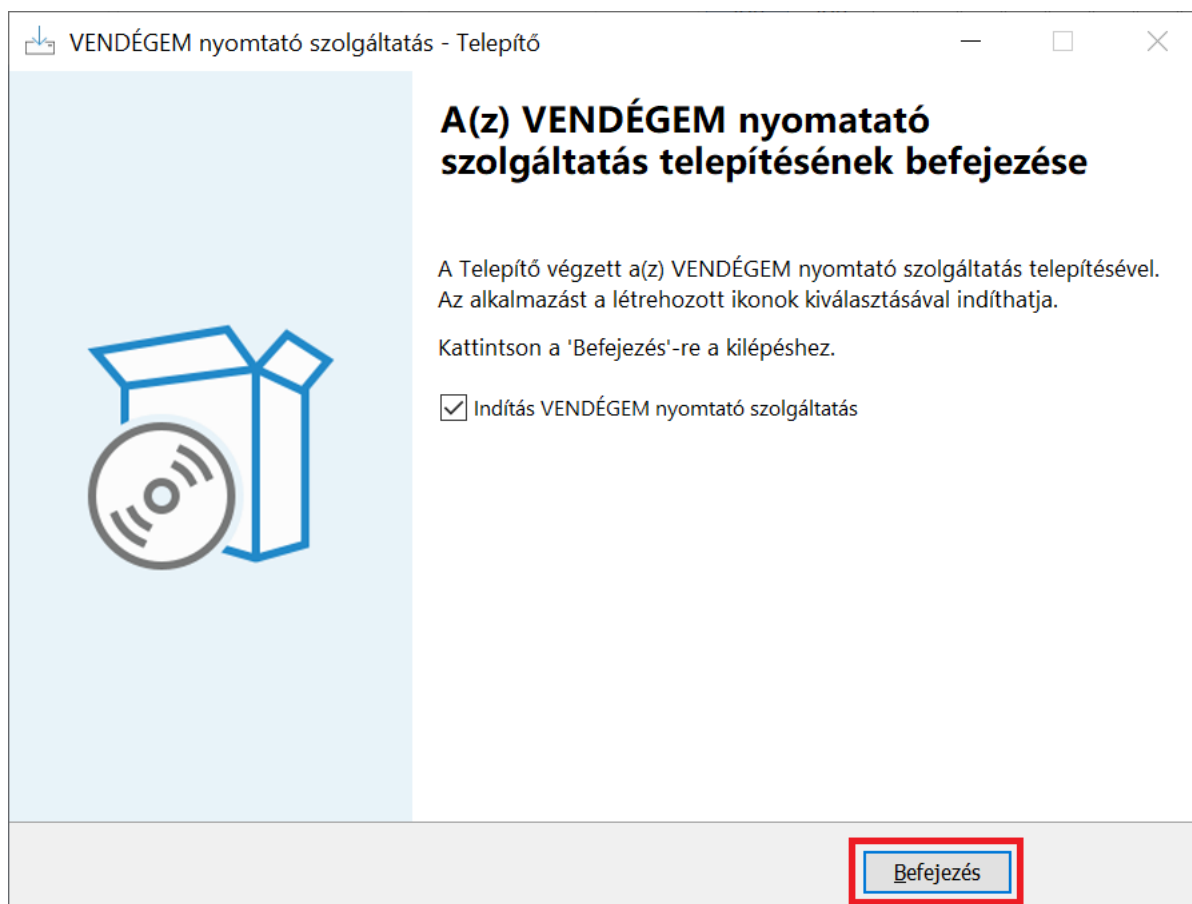 VENDÉGEM nyomtató szolgáltatás - Telepítő
A(z) VENDÉGEM nyomatató
szolgáltatás telepítésének befejezése
A Telepítő végzett a(z) VENDÉGEM nyomtató szolgáltatás telepítésével.
Az alkalmazást a létrehozott ikonok kiválasztásával indíthatja.
Kattintson a 'Befejezés'-re a kilépéshez.
Indítás VENDÉGEM nyomtató szolgáltatás
Befejezés